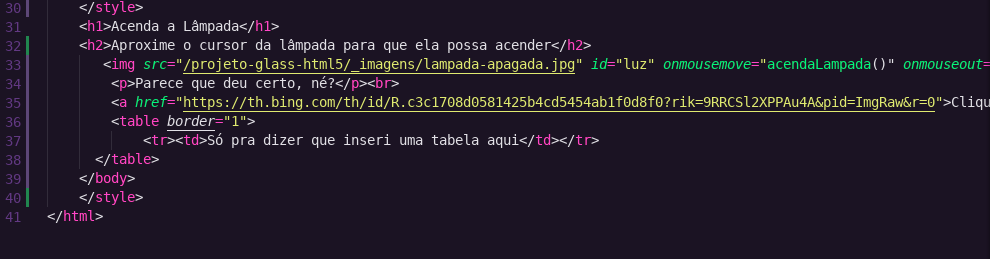 30 </style>
31 <h1>Acenda a Lâmpada</h1>
32 <h2>Aproxime o cursor da lâmpada para que ela possa acender</h2>
33 <img src="/projeto-glass-html5/_imagens/lampada-apagada.jpg" id="luz" onmousemove="acendaLampada()" onmouseout=
34 <p>Parece que deu certo, né?</p><br>
35 <a href="https://th.bing.com/th/id/R.c3c1708d0581425b4cd5454ab1f0d8f0?rik=9RRCSl2XPPAu4A&pid=ImgRaw&r=0">Cliqu
36 <table border="1">
37 <tr><td>Só pra dizer que inseri uma tabela aqui</td></tr>
38 </table>
39 </body>
40 </style>
41 </html>